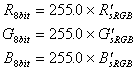 R8bit = 255.0 × R′sRGB
G8bit = 255.0 × G′sRGB
B8bit = 255.0 × B′sRGB